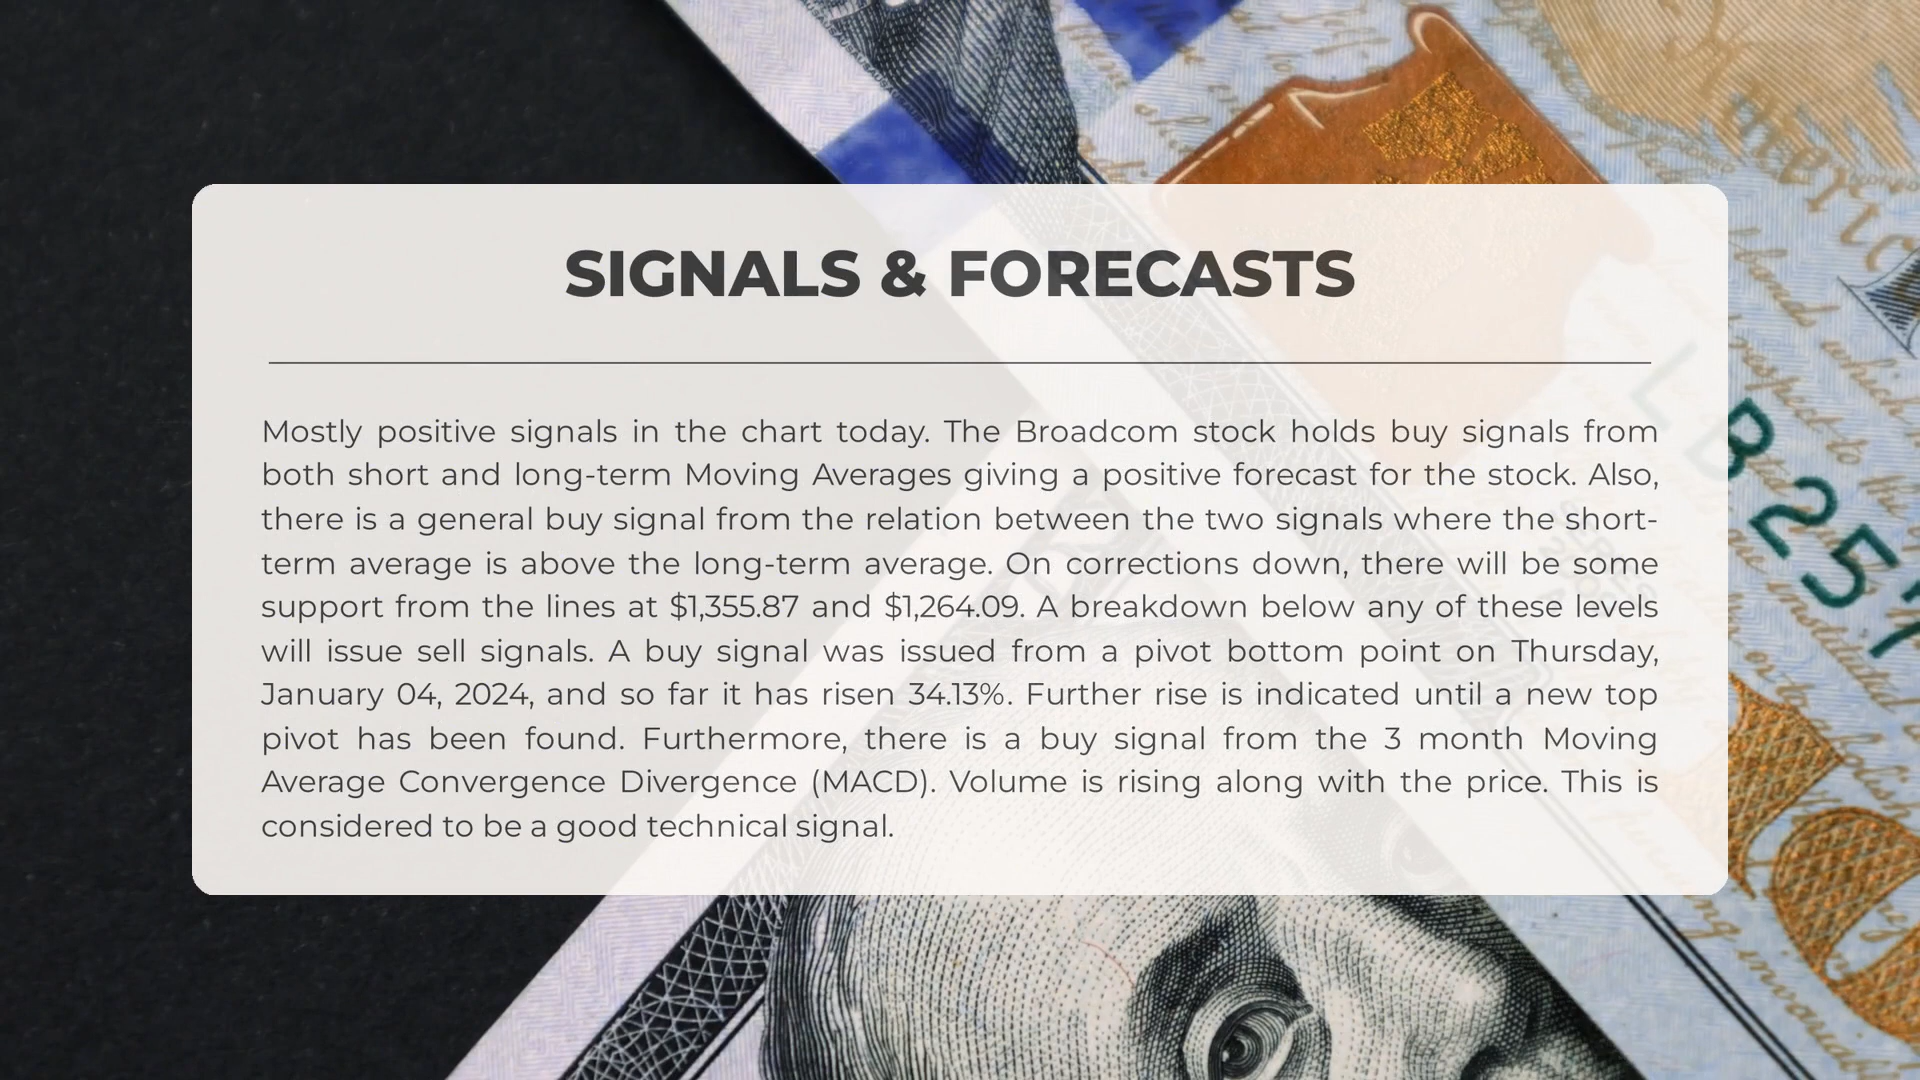 SIGNALS & FORECASTS
Mostly positive signals in the chart today. The Broadcom stock holds buy signals from
both short and long-term Moving Averages giving a positive forecast for the stock. Also,
there is a general buy signal from the relation between the two signals where the short-
term average is above the long-term average. On corrections down, there will be some
support from the lines at $1,355.87 and $1,264.09. A breakdown below any of these levels
will issue sell signals. A buy signal was issued from a pivot bottom point on Thursday,
January 04, 2024, and so far it has risen 34.13%. Further rise is indicated until a new top
pivot has been found. Furthermore, there is a buy signal from the 3 month Moving
Average Convergence Divergence (MACD). Volume is rising along with the price. This is
considered to be a good technical signal.
L B 25